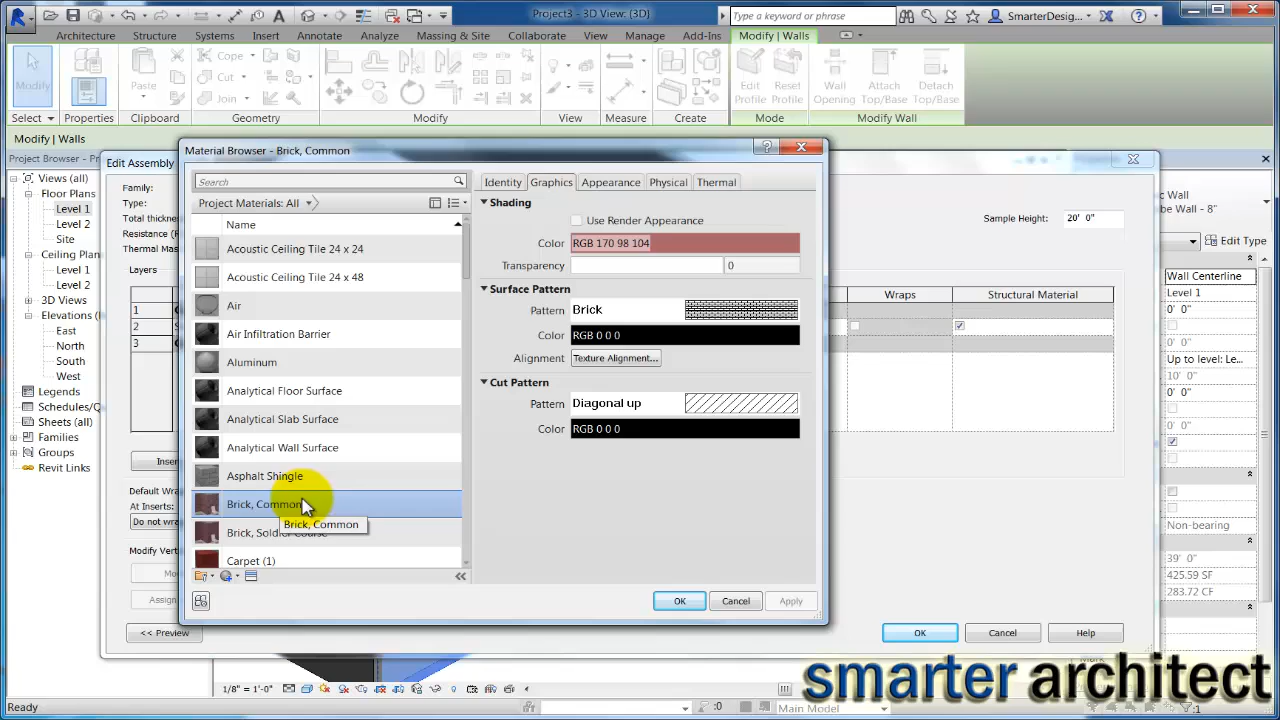 Project3 - 3D View: {3D}
Type a keyword or phrase
SmarterDesig...
Architecture Structure Systems Insert Annotate Analyze Massing & Site Collaborate View Manage Add-Ins Modify | Walls
Modify
Paste
Cope
Cut
Join
Edit Profile
Reset Profile
Wall Opening
Attach Top/Base
Detach Top/Base
Select Properties Clipboard Geometry Modify View Measure Create Mode Modify Wall
Modify | Walls
Project Browser - Pr
Views (all)
Floor Plans
Level 1
Level 2
Site
Ceiling Plan
Level 1
Level 2
3D Views
Elevations (
East
North
South
West
Legends
Schedules/Q
Sheets (all)
Families
Groups
Revit Links
Edit Assembly
Family:
Type:
Total thickness
Resistance (R
Layers
1
2
3
Insert
Default Wra
At Inserts:
Do not wra
Modify Verti
Mo
Assign
<< Preview
Material Browser - Brick, Common
Search
Project Materials: All
Name
Acoustic Ceiling Tile 24 x 24
Acoustic Ceiling Tile 24 x 48
Air
Air Infiltration Barrier
Aluminum
Analytical Floor Surface
Analytical Slab Surface
Analytical Wall Surface
Asphalt Shingle
Brick, Common
Brick, Common
Brick, Soldier Course
Carpet (1)
Identity Graphics Appearance Physical Thermal
Shading
Use Render Appearance
Color RGB 170 98 104
Transparency 0
Surface Pattern
Pattern Brick
Color RGB 0 0 0
Alignment Texture Alignment...
Cut Pattern
Pattern Diagonal up
Color RGB 0 0 0
OK Cancel Apply
Sample Height: 20' 0"
Wraps Structural Material
OK Cancel Help
c Wall
be Wall - 8"
Edit Type
Wall Centerline
Level 1
0' 0"
0' 0"
Up to level: Le...
10' 0"
0' 0"
Non-bearing
39' 0"
425.59 SF
283.72 CF
Mark
1/8" = 1'-0"
Ready
:0
Main Model
:1
smarter architect